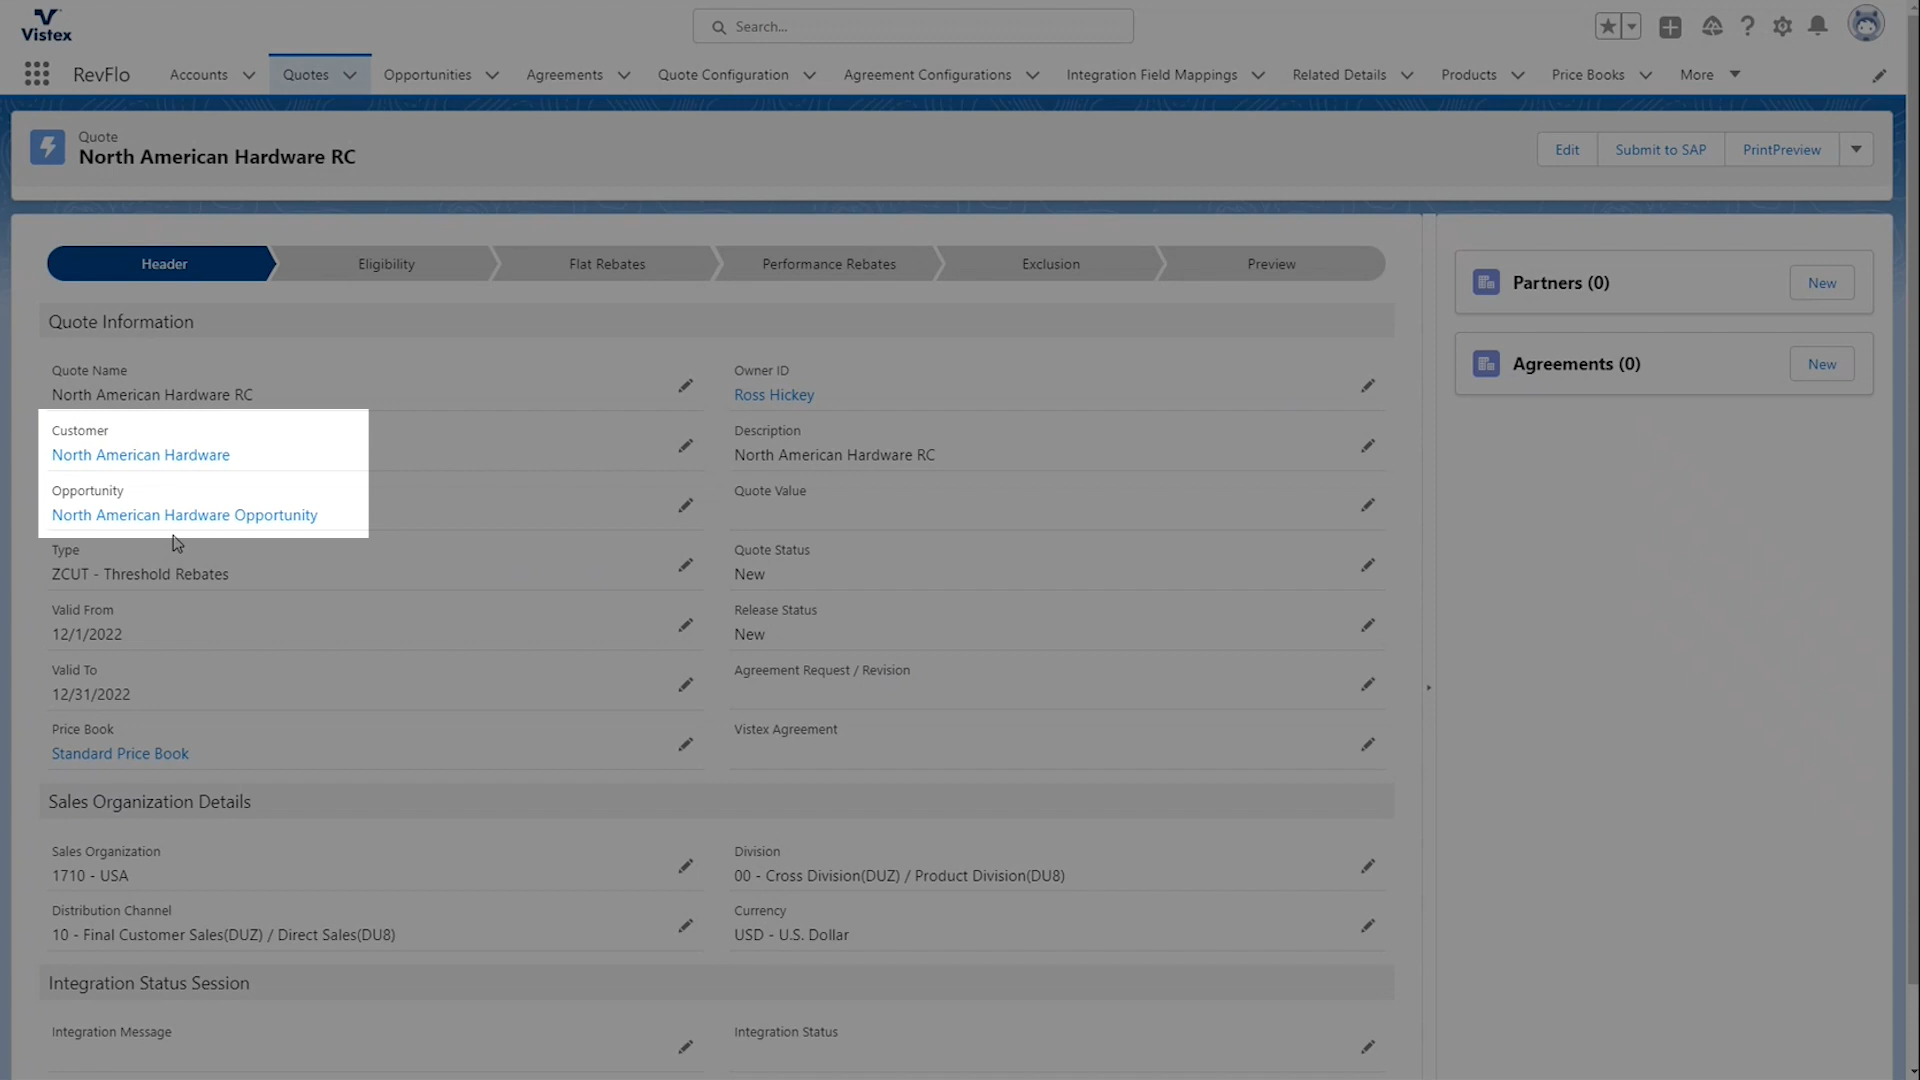 Vistex
Search...
RevFlo
Accounts
Quotes
Opportunities
Agreements
Quote Configuration
Agreement Configurations
Integration Field Mappings
Related Details
Products
Price Books
More
Quote
North American Hardware RC
Edit
Submit to SAP
PrintPreview
Header
Eligibility
Flat Rebates
Performance Rebates
Exclusion
Preview
Partners (0)
New
Agreements (0)
New
Quote Information
Quote Name
North American Hardware RC
Owner ID
Ross Hickey
Customer
North American Hardware
Description
North American Hardware RC
Opportunity
North American Hardware Opportunity
Quote Value
Type
ZCUT - Threshold Rebates
Quote Status
New
Valid From
12/1/2022
Release Status
New
Valid To
12/31/2022
Agreement Request / Revision
Price Book
Standard Price Book
Vistex Agreement
Sales Organization Details
Sales Organization
1710 - USA
Division
00 - Cross Division(DUZ) / Product Division(DU8)
Distribution Channel
10 - Final Customer Sales(DUZ) / Direct Sales(DU8)
Currency
USD - U.S. Dollar
Integration Status Session
Integration Message
Integration Status